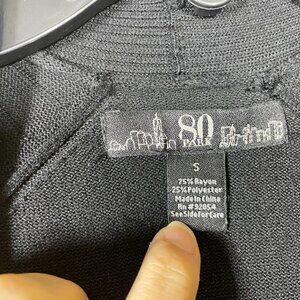 80
PARK
S
75% Rayon
25% Polyester
Made in China
Rn #92054
See Side For Care